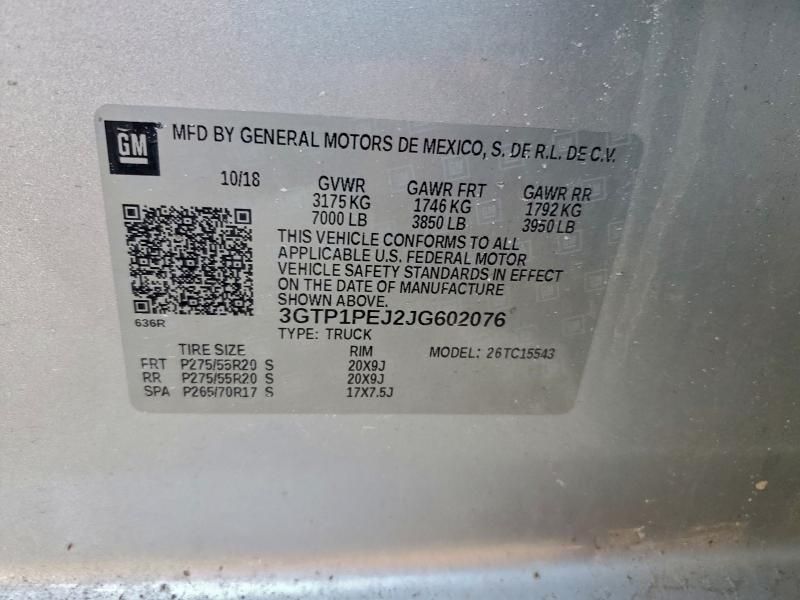 GM MFD BY GENERAL MOTORS DE MEXICO, S. DE R.L. DE C.V.
10/18 GVWR GAWR FRT GAWR RR
3175 KG 1746 KG 1792 KG
7000 LB 3850 LB 3950 LB
THIS VEHICLE CONFORMS TO ALL
APPLICABLE U.S. FEDERAL MOTOR
VEHICLE SAFETY STANDARDS IN EFFECT
ON THE DATE OF MANUFACTURE
SHOWN ABOVE.
3GTP1PEJ2JG602076
636R
TYPE: TRUCK
TIRE SIZE RIM MODEL: 26TC15543
FRT P275/55R20 S 20X9J
RR P275/55R20 S 20X9J
SPA P265/70R17 S 17X7.5J